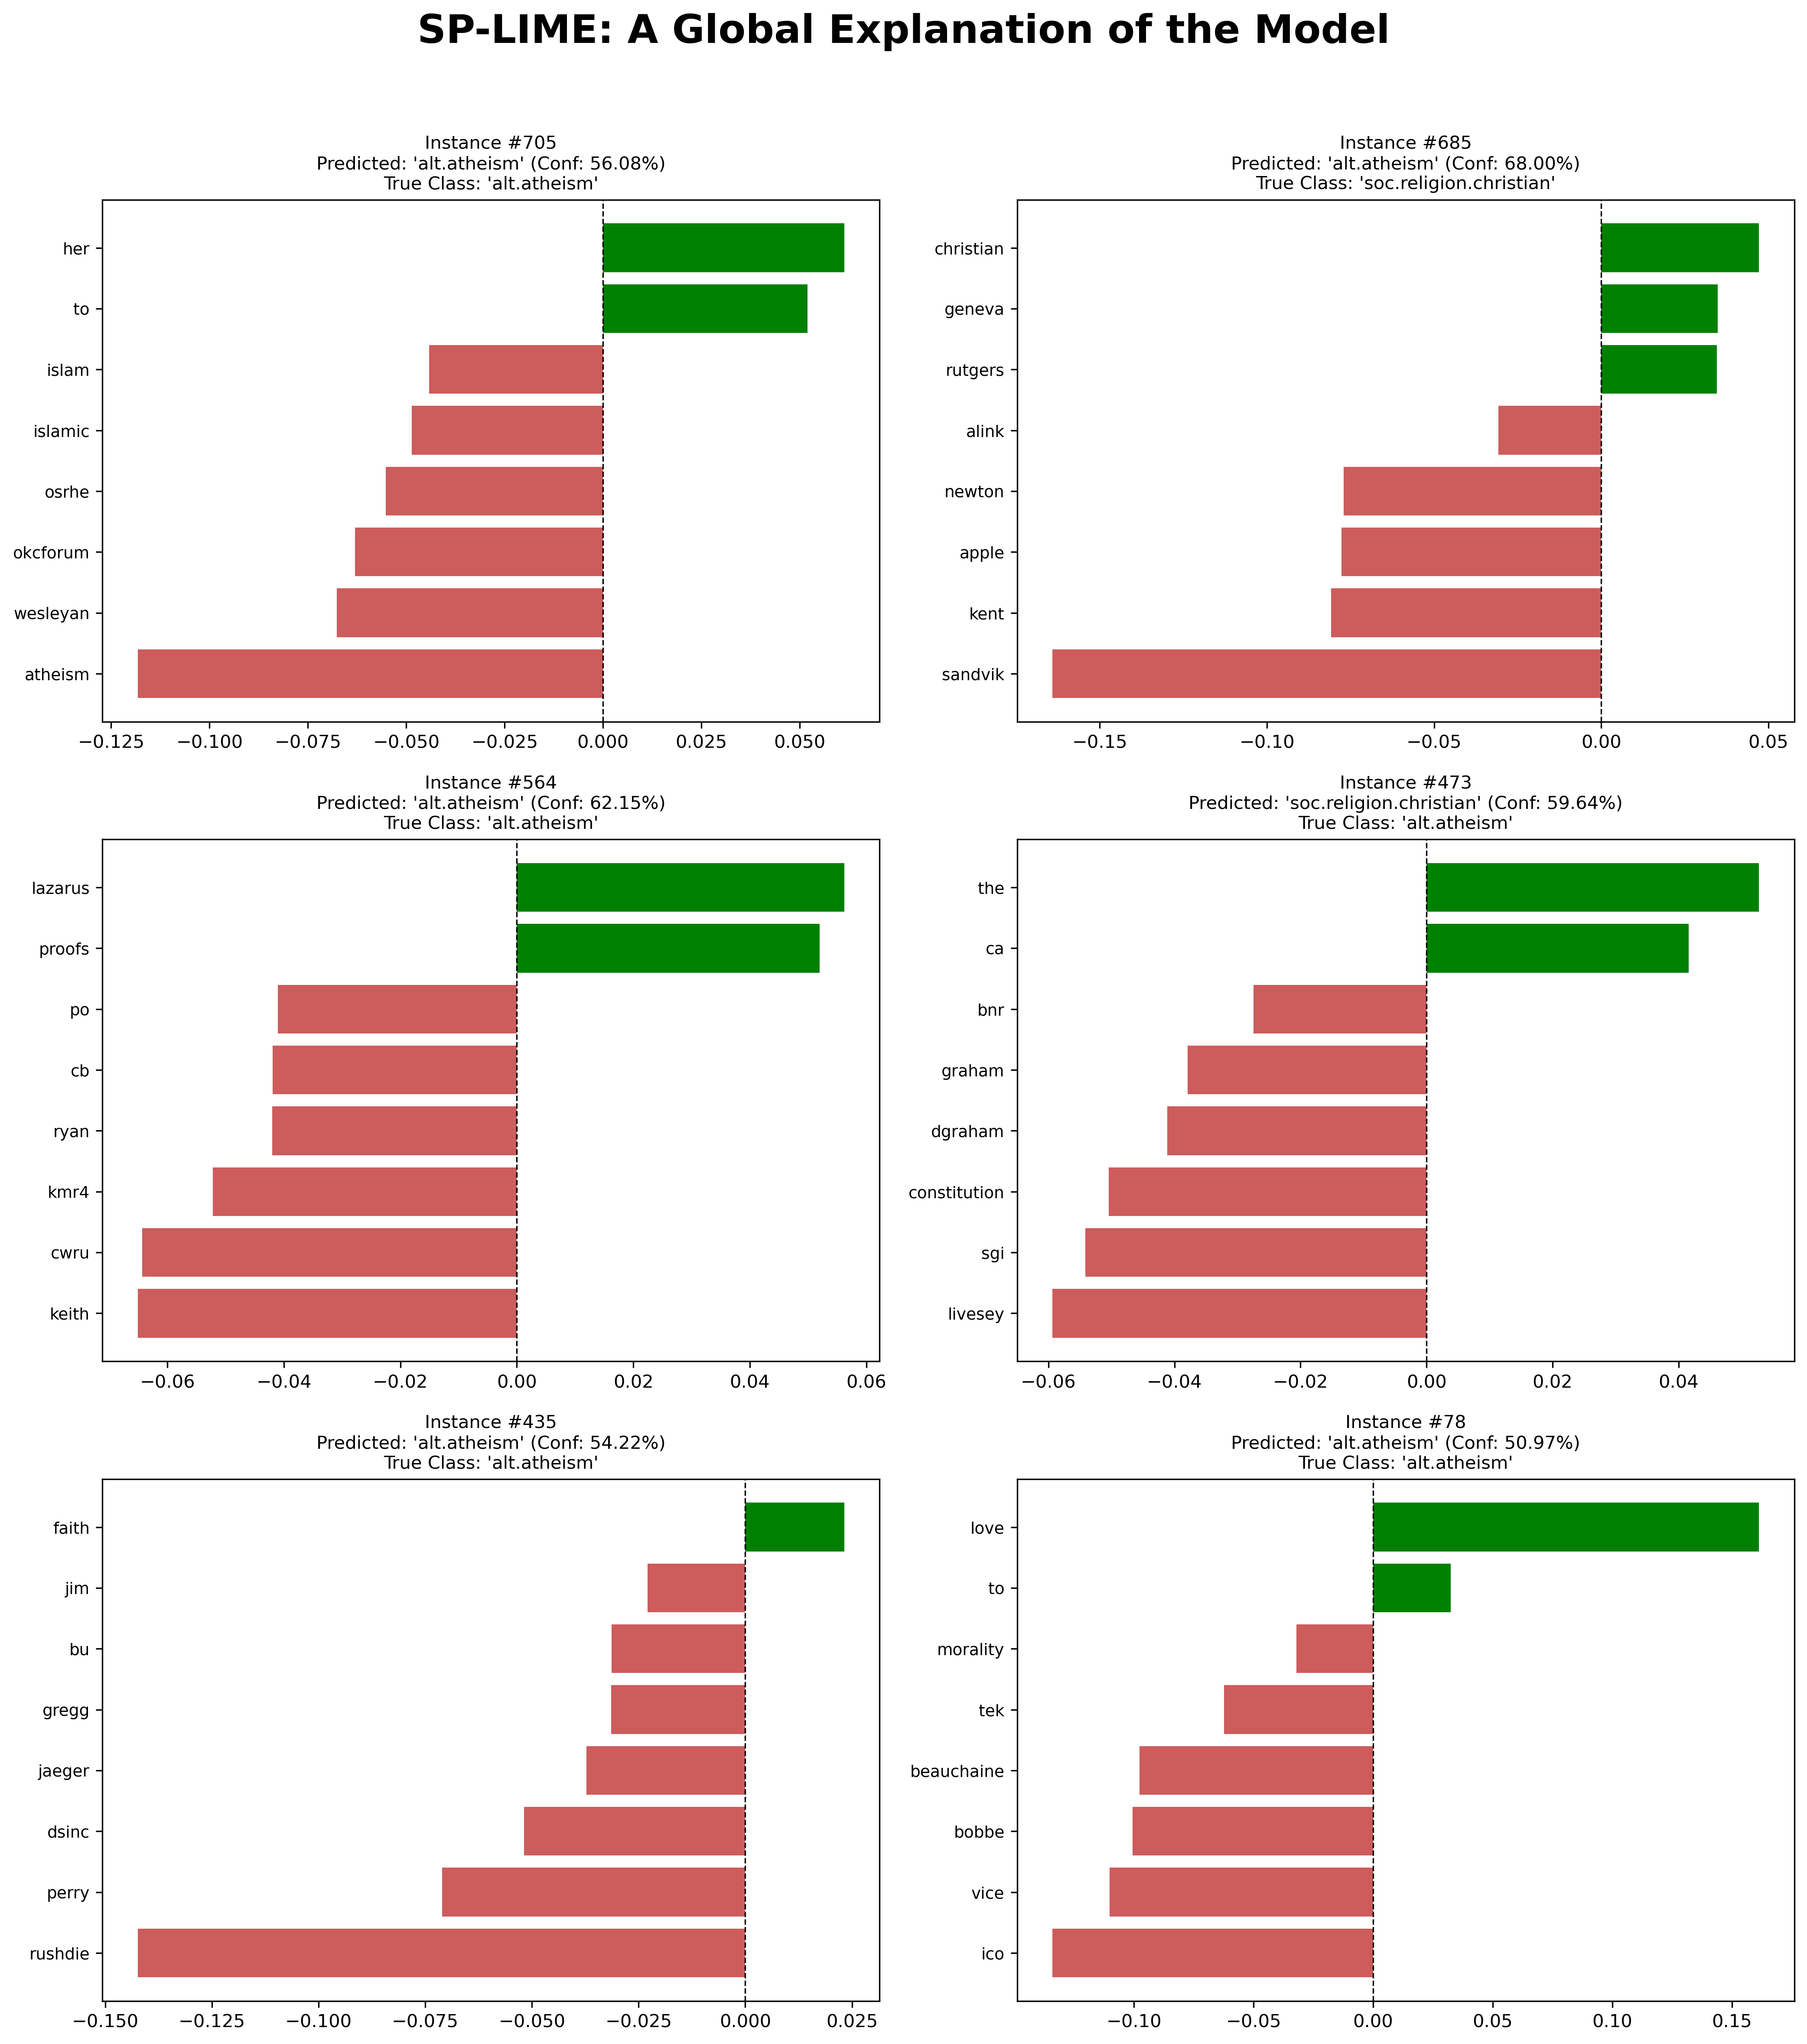 SP-LIME: A Global Explanation of the Model
Instance #705
Predicted: 'alt.atheism' (Conf: 56.08%)
True Class: 'alt.atheism'
her
to
islam
islamic
osrhe
okcforum
wesleyan
atheism
−0.125 −0.100 −0.075 −0.050 −0.025 0.000 0.025 0.050
Instance #685
Predicted: 'alt.atheism' (Conf: 68.00%)
True Class: 'soc.religion.christian'
christian
geneva
rutgers
alink
newton
apple
kent
sandvik
−0.15 −0.10 −0.05 0.00 0.05
Instance #564
Predicted: 'alt.atheism' (Conf: 62.15%)
True Class: 'alt.atheism'
lazarus
proofs
po
cb
ryan
kmr4
cwru
keith
−0.06 −0.04 −0.02 0.00 0.02 0.04 0.06
Instance #473
Predicted: 'soc.religion.christian' (Conf: 59.64%)
True Class: 'alt.atheism'
the
ca
bnr
graham
dgraham
constitution
sgi
livesey
−0.06 −0.04 −0.02 0.00 0.02 0.04
Instance #435
Predicted: 'alt.atheism' (Conf: 54.22%)
True Class: 'alt.atheism'
faith
jim
bu
gregg
jaeger
dsinc
perry
rushdie
−0.150 −0.125 −0.100 −0.075 −0.050 −0.025 0.000 0.025
Instance #78
Predicted: 'alt.atheism' (Conf: 50.97%)
True Class: 'alt.atheism'
love
to
morality
tek
beauchaine
bobbe
vice
ico
−0.10 −0.05 0.00 0.05 0.10 0.15